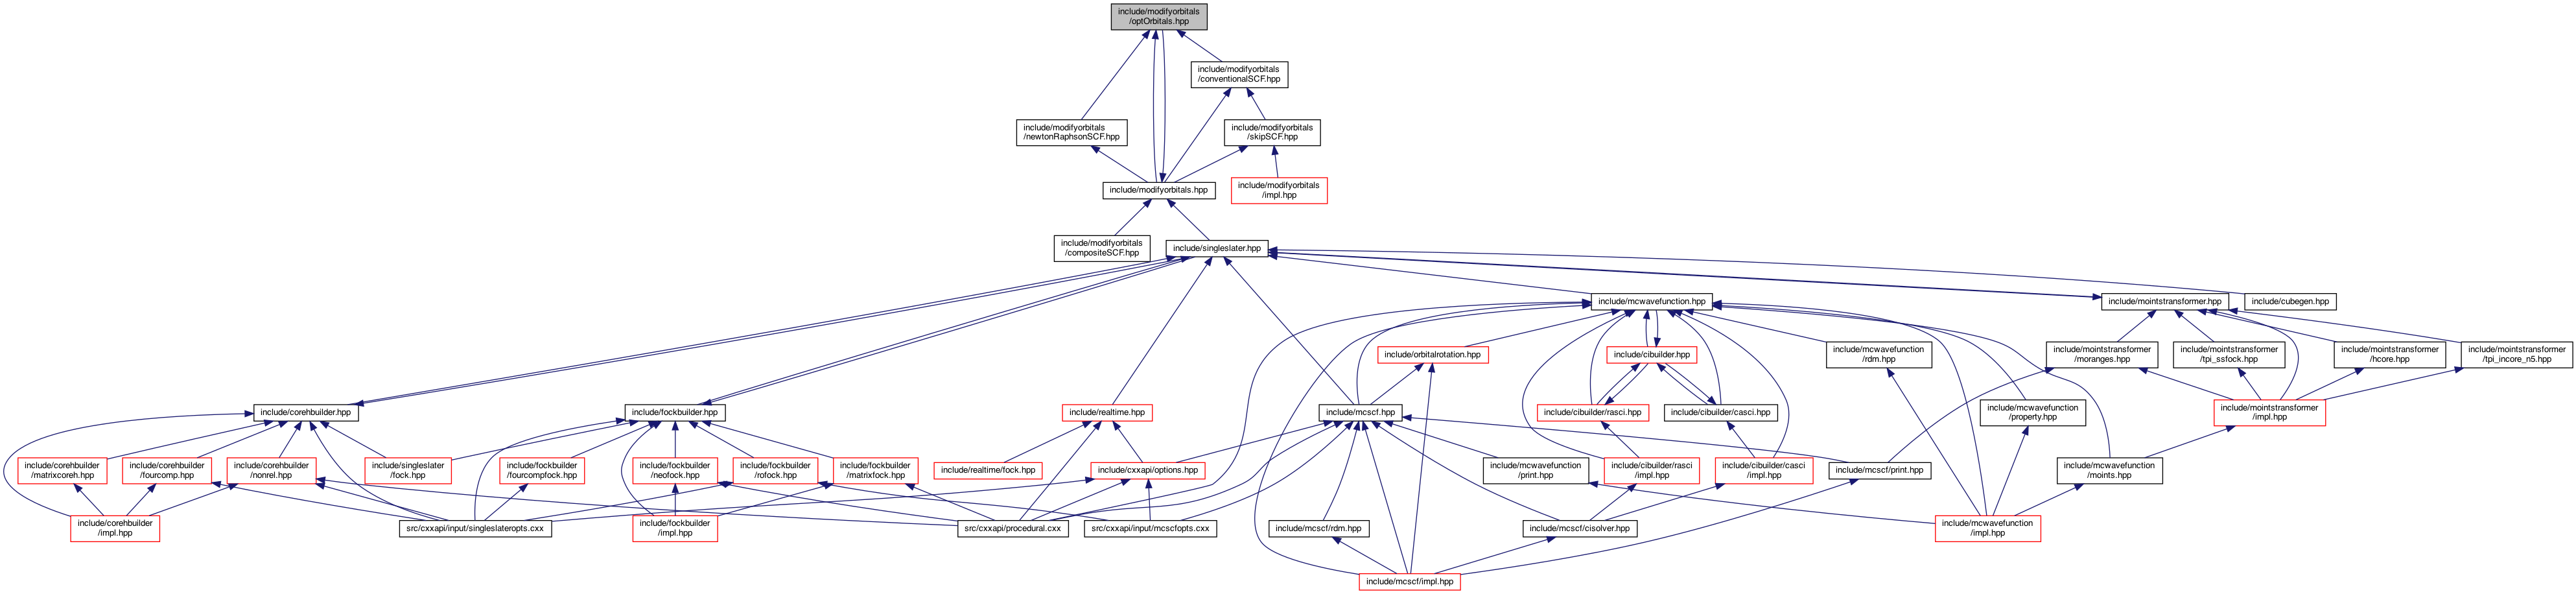 include/modifyorbitals
/optOrbitals.hpp
include/modifyorbitals
/conventionalSCF.hpp
include/modifyorbitals
/newtonRaphsonSCF.hpp
include/modifyorbitals
/skipSCF.hpp
include/modifyorbitals.hpp
include/modifyorbitals
/impl.hpp
include/modifyorbitals
/compositeSCF.hpp
include/singleslater.hpp
include/mcwavefunction.hpp
include/mointstransformer.hpp
include/cubegen.hpp
include/orbitalrotation.hpp
include/cibuilder.hpp
include/mcwavefunction
/rdm.hpp
include/mointstransformer
/moranges.hpp
include/mointstransformer
/tpi_ssfock.hpp
include/mointstransformer
/hcore.hpp
include/mointstransformer
/tpi_incore_n5.hpp
include/corehbuilder.hpp
include/fockbuilder.hpp
include/realtime.hpp
include/mcscf.hpp
include/cibuilder/rasci.hpp
include/cibuilder/casci.hpp
include/mcwavefunction
/property.hpp
include/mointstransformer
/impl.hpp
include/corehbuilder
/matrixcoreh.hpp
include/corehbuilder
/fourcomp.hpp
include/corehbuilder
/nonrel.hpp
include/singleslater
/fock.hpp
include/fockbuilder
/fourcompfock.hpp
include/fockbuilder
/neofock.hpp
include/fockbuilder
/rofock.hpp
include/fockbuilder
/matrixfock.hpp
include/realtime/fock.hpp
include/cxxapi/options.hpp
include/mcwavefunction
/print.hpp
include/cibuilder/rasci
/impl.hpp
include/cibuilder/casci
/impl.hpp
include/mcscf/print.hpp
include/mcwavefunction
/moints.hpp
include/corehbuilder
/impl.hpp
src/cxxapi/input/singleslateropts.cxx
include/fockbuilder
/impl.hpp
src/cxxapi/procedural.cxx
src/cxxapi/input/mcscfopts.cxx
include/mcscf/rdm.hpp
include/mcscf/cisolver.hpp
include/mcwavefunction
/impl.hpp
include/mcscf/impl.hpp